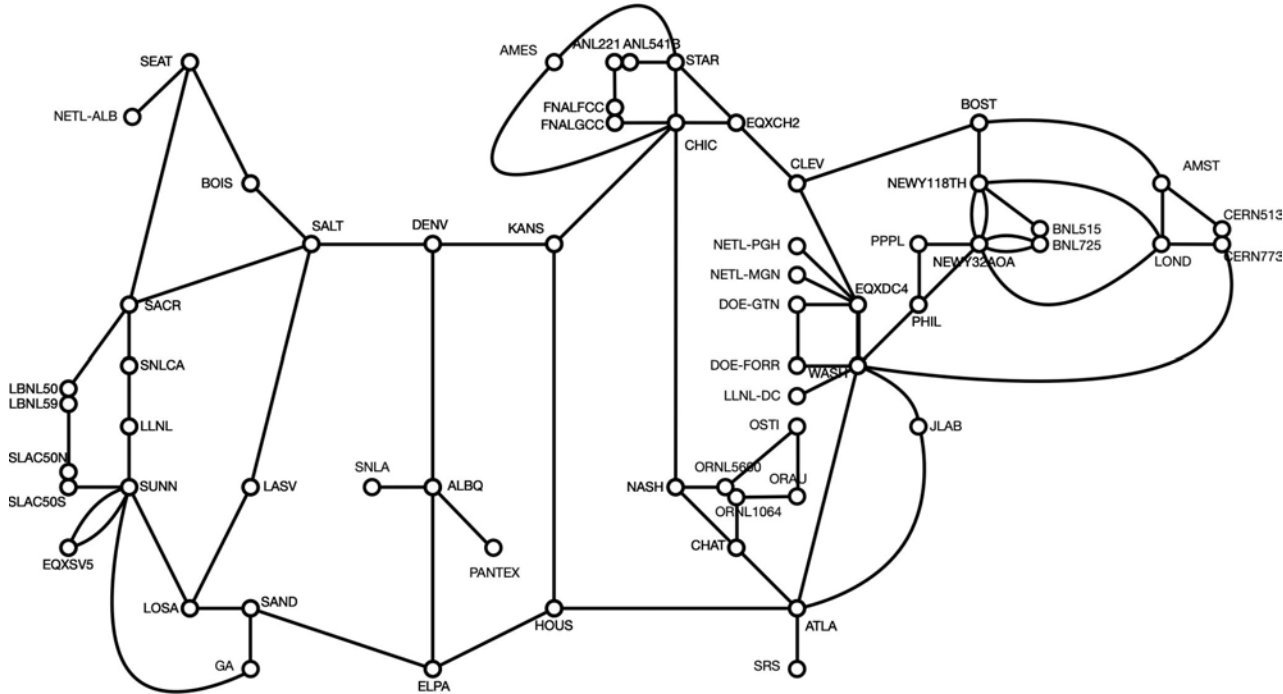 AMES
ANL221
ANL541B
SEAT
STAR
NETL-ALB
FNALFCC
FNALGCC
EQXCH2
BOST
CHIC
CLEV
AMST
BOIS
NEWY118TH
CERN513
SALT
DENV
KANS
NETL-PGH
PPPL
BNL515
BNL725
NEWY32AOA
LOND
CERN773
NETL-MGN
EQXDC4
SACR
DOE-GTN
PHIL
SNLCA
DOE-FORR
WASH
LBNL50
LBNL59
LLNL-DC
LLNL
OSTI
JLAB
SLAC50N
SNLA
ORNL5600
ORAU
SLAC50S
SUNN
LASV
ALBQ
NASH
ORNL1064
CHAT
EQXSV5
PANTEX
LOSA
SAND
HOUS
ATLA
GA
ELPA
SRS